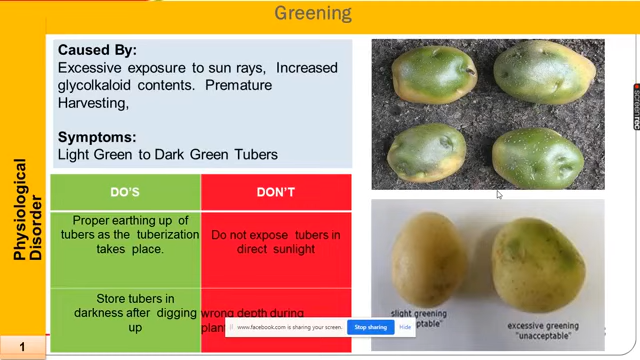 Greening
Caused By:
Excessive exposure to sun rays, Increased
glycolkaloid contents. Premature
Harvesting,
Symptoms:
Light Green to Dark Green Tubers
Physiological
Disorder
DO'S
DON'T
Proper earthing up of
tubers as the tuberization
takes place.
Do not expose tubers in
direct sunlight
Store tubers in
darkness after digging
up
wrong depth during
slight greening
excessive greening
"unacceptable"
www.facebook.com is sharing your screen.
Stop sharing
Hide
1